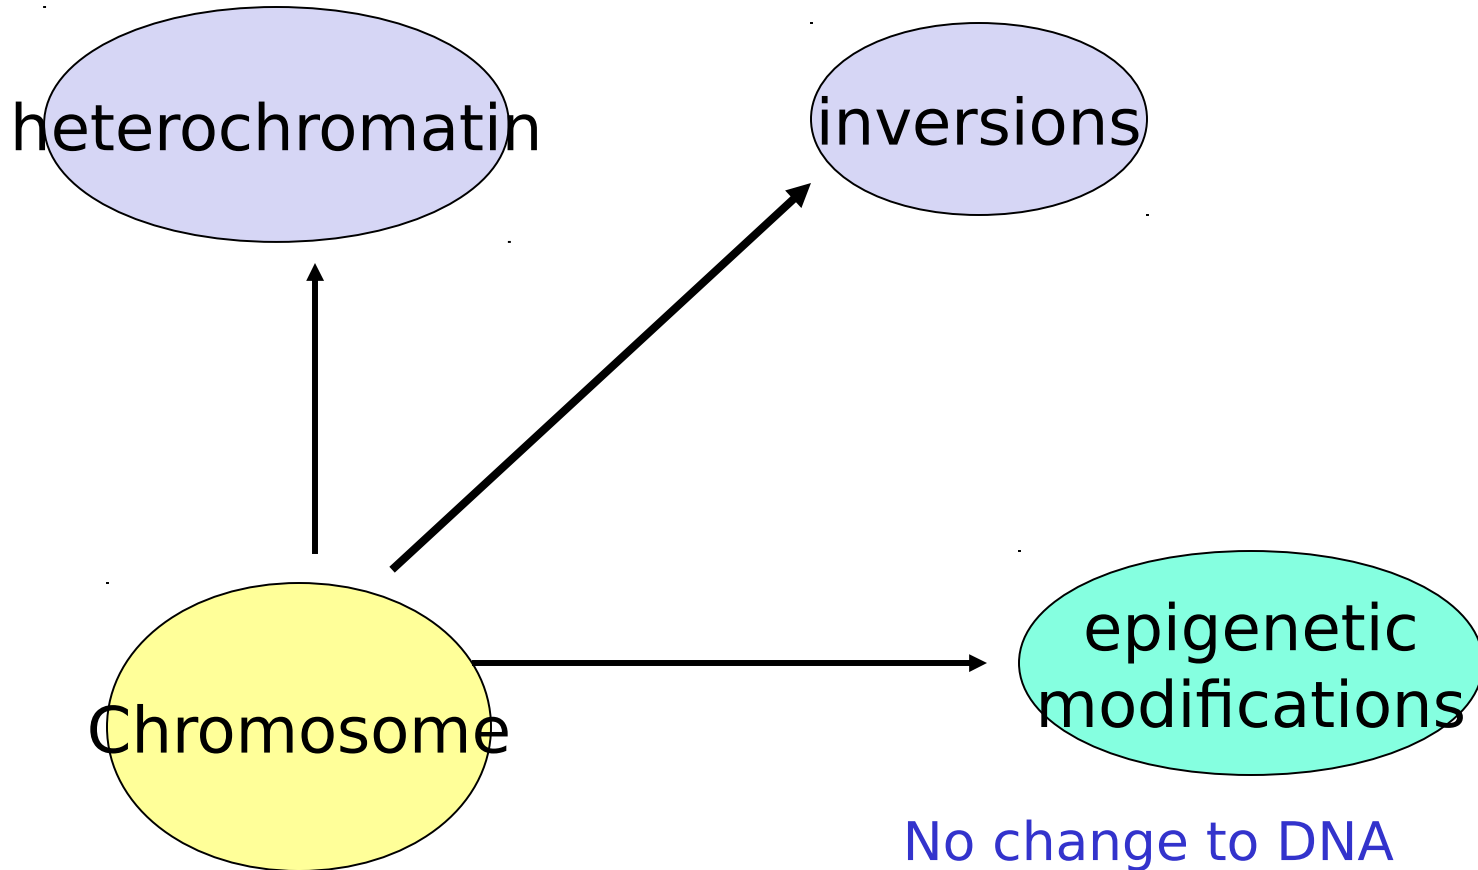 heterochromatin
inversions
epigenetic
modifications
Chromosome
No change to DNA